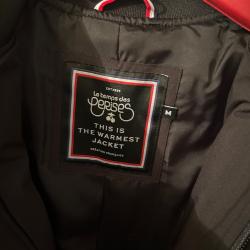 Le temps des
CERISES
THIS IS
THE WARMEST
JACKET
M